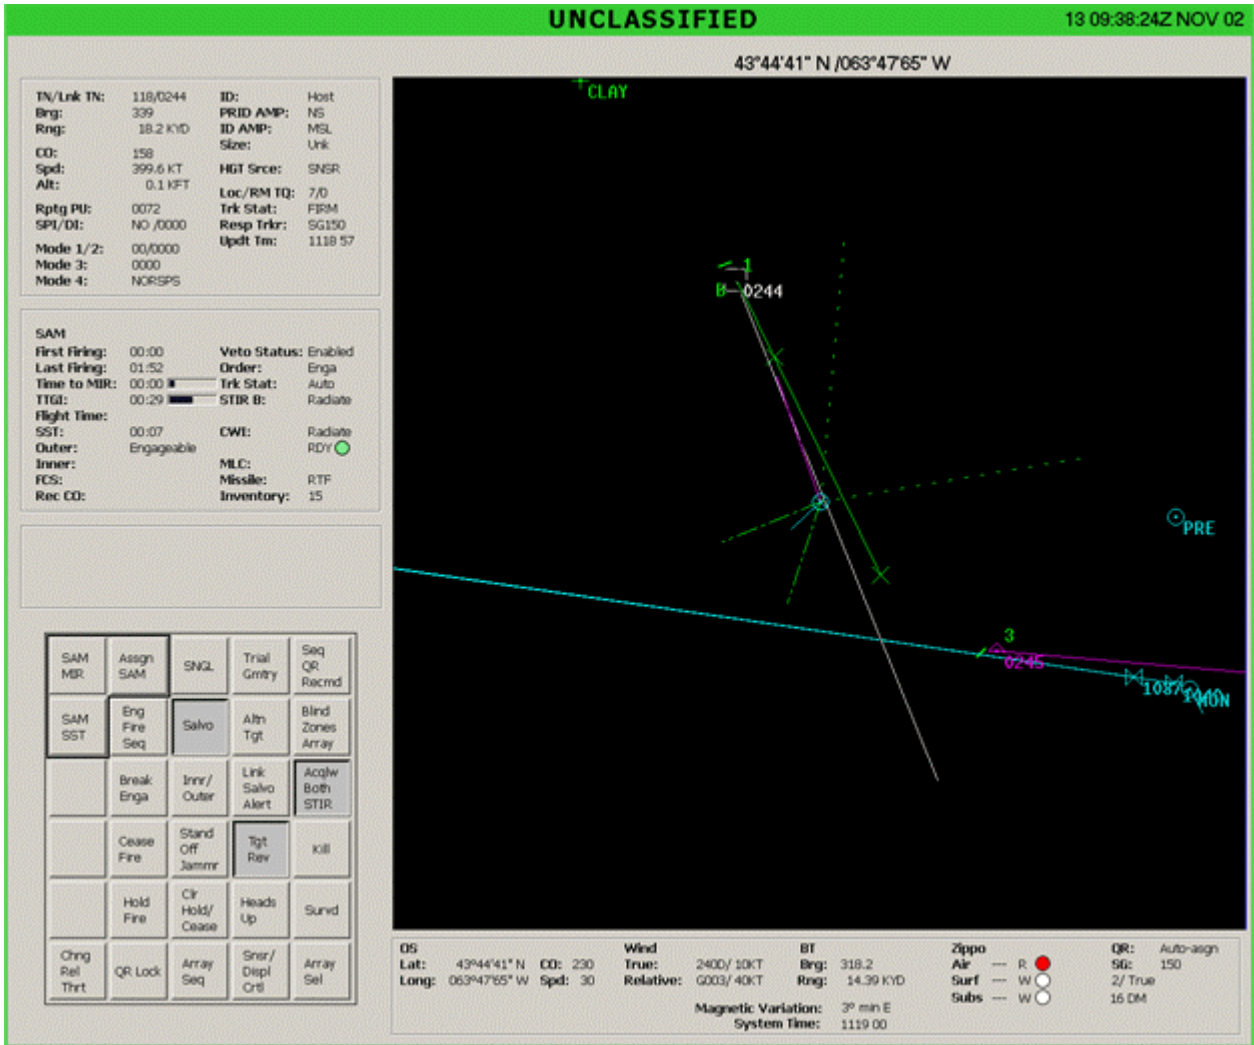 UNCLASSIFIED 13 09:38:24Z NOV 02
43°44'41" N /063°47'65" W
TN/Lnk TN: 118/0244 ID: Host
Brg: 339 PRID AMP: NS
Rng: 18.2 KYD ID AMP: MSL
Size: Unk
CO: 158
Spd: 399.6 KT HGT Srce: SNSR
Alt: 0.1 KFT
Loc/RM TQ: 7/0
Rptg PU: 0072 Trk Stat: FIRM
SPI/DI: NO /0000 Resp Trkr: SG150
Updt Tm: 1118 57
Mode 1/2: 00/0000
Mode 3: 0000
Mode 4: NORSPS
SAM
First Firing: 00:00 Veto Status: Enabled
Last Firing: 01:52 Order: Enga
Time to MIR: 00:00 Trk Stat: Auto
TTGI: 00:29 STIR B: Radiate
Flight Time:
SST: 00:07 CWI: Radiate
Outer: Engageable RDY
Inner: MLC:
FCS: Missile: RTF
Rec CO: Inventory: 15
SAM MIR
Assgn SAM
SNGL
Trial Gmtry
Seq QR Recmd
SAM SST
Eng Fire Seq
Salvo
Altn Tgt
Blind Zones Array
Break Enga
Innr/ Outer
Link Salvo Alert
Acqlw Both STIR
Cease Fire
Stand Off Jammr
Tgt Rev
Kill
Hold Fire
Clr Hold/ Cease
Heads Up
Survd
Chng Rel Thrt
QR Lock
Array Seq
Snsr/ Displ Crtl
Array Sel
CLAY
1
B 0244
PRE
3
0245
1087
MON
OS Wind BT Zippo QR: Auto-asgn
Lat: 43°44'41" N CO: 230 True: 240D/ 10KT Brg: 318.2 Air --- R SG: 150
Long: 063°47'65" W Spd: 30 Relative: G003/ 40KT Rng: 14.39 KYD Surf --- W 2/ True
Subs --- W 16 DM
Magnetic Variation: 3° min E
System Time: 1119 00